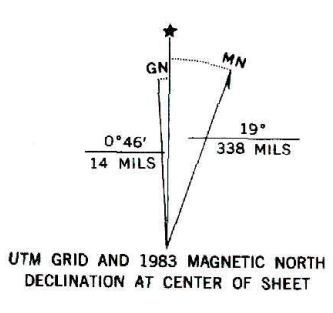 GN
MN
0°46'
14 MILS
19°
338 MILS
UTM GRID AND 1983 MAGNETIC NORTH
DECLINATION AT CENTER OF SHEET